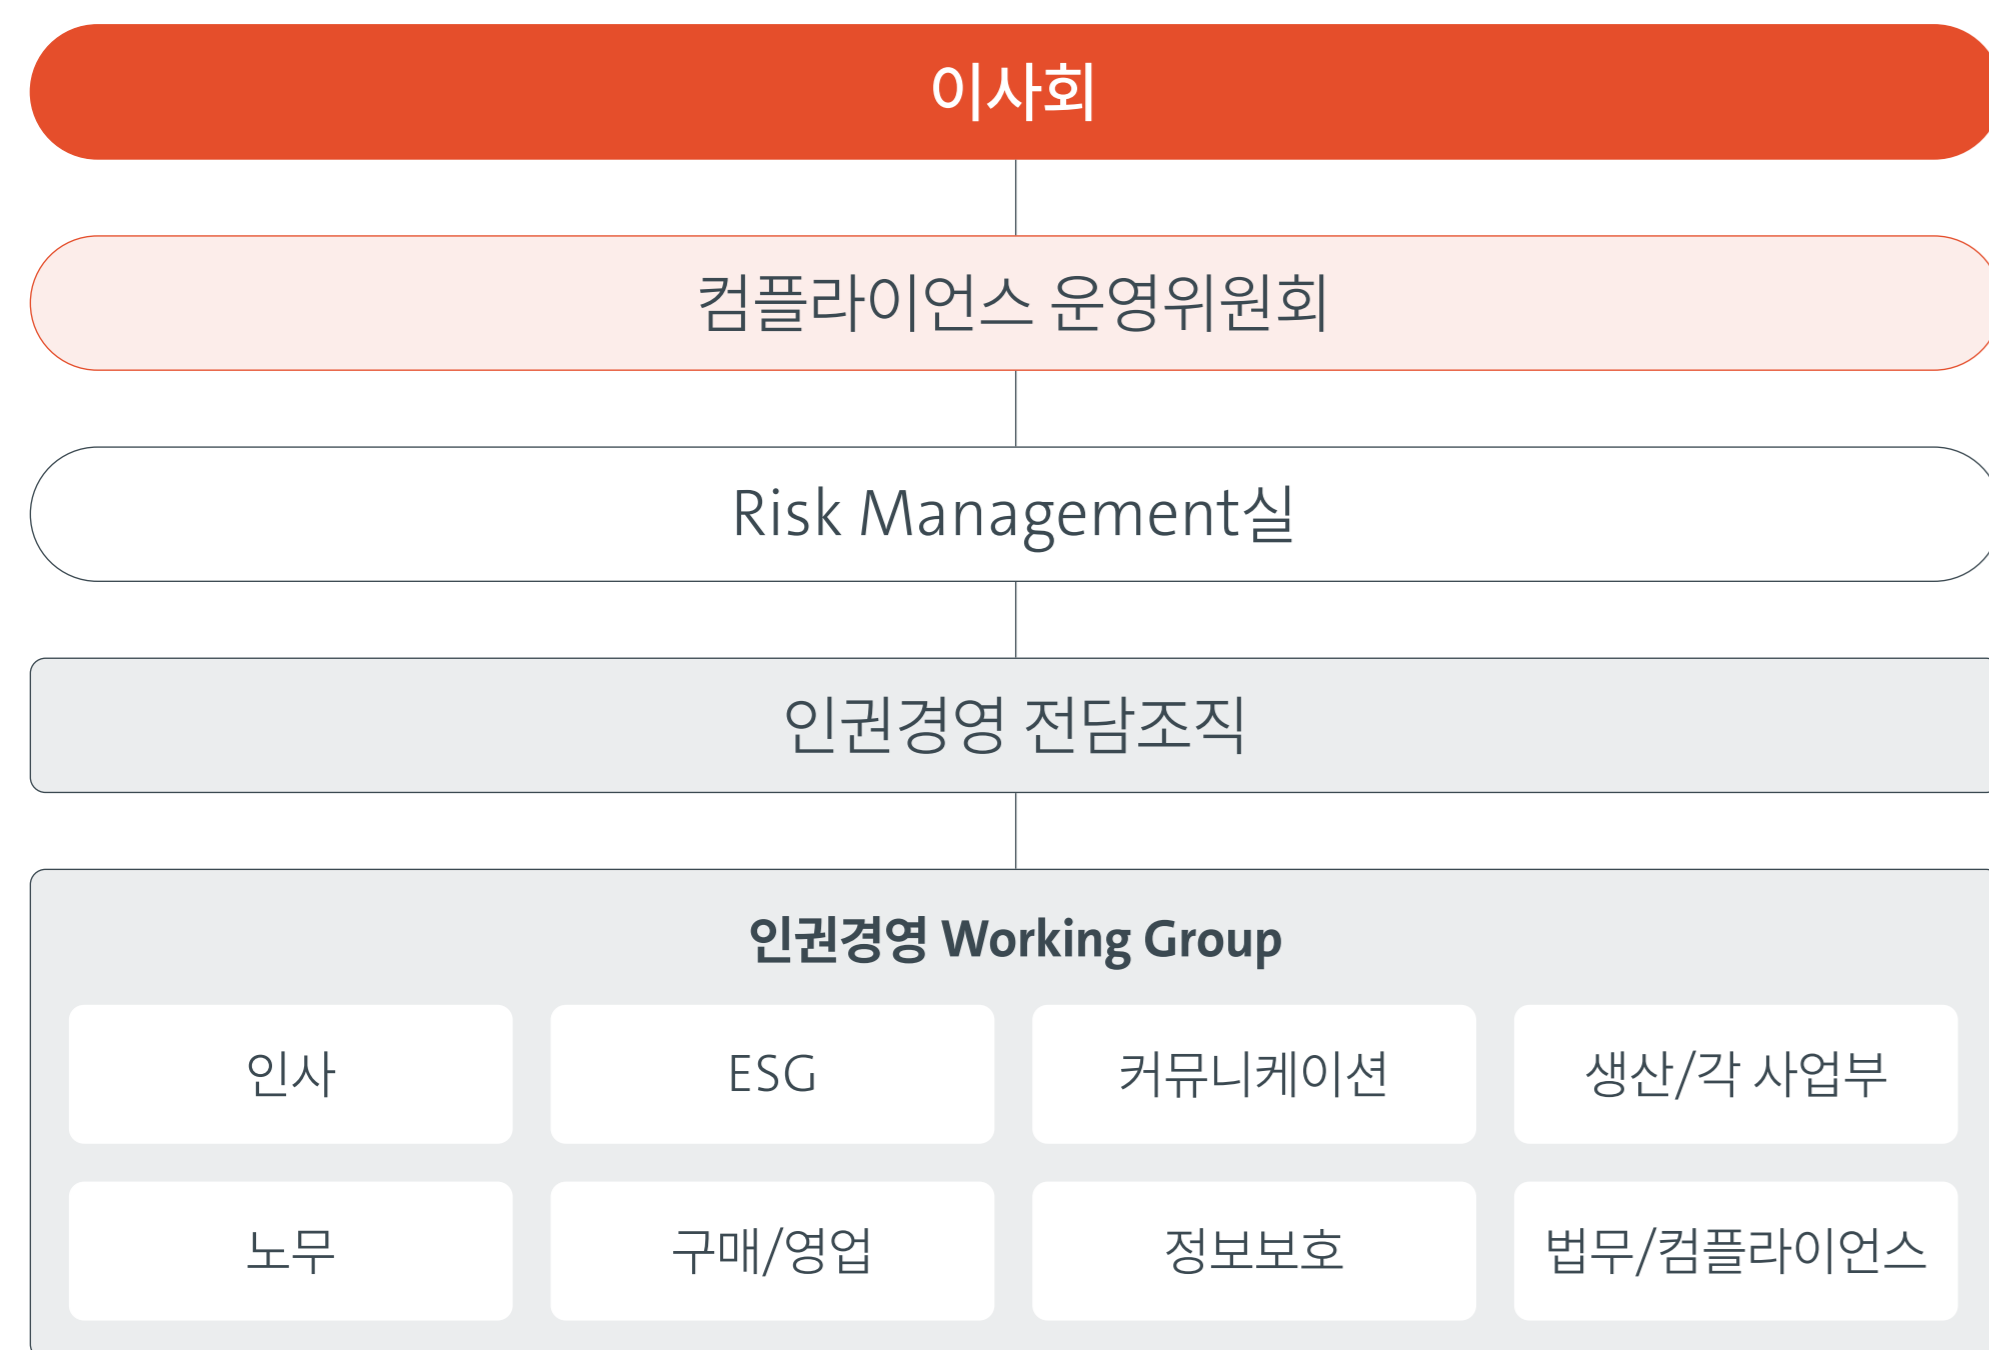 이사회
컴플라이언스 운영위원회
Risk Management실
인권경영 전담조직
인권경영 Working Group
인사
ESG
커뮤니케이션
생산/각 사업부
노무
구매/영업
정보보호
법무/컴플라이언스